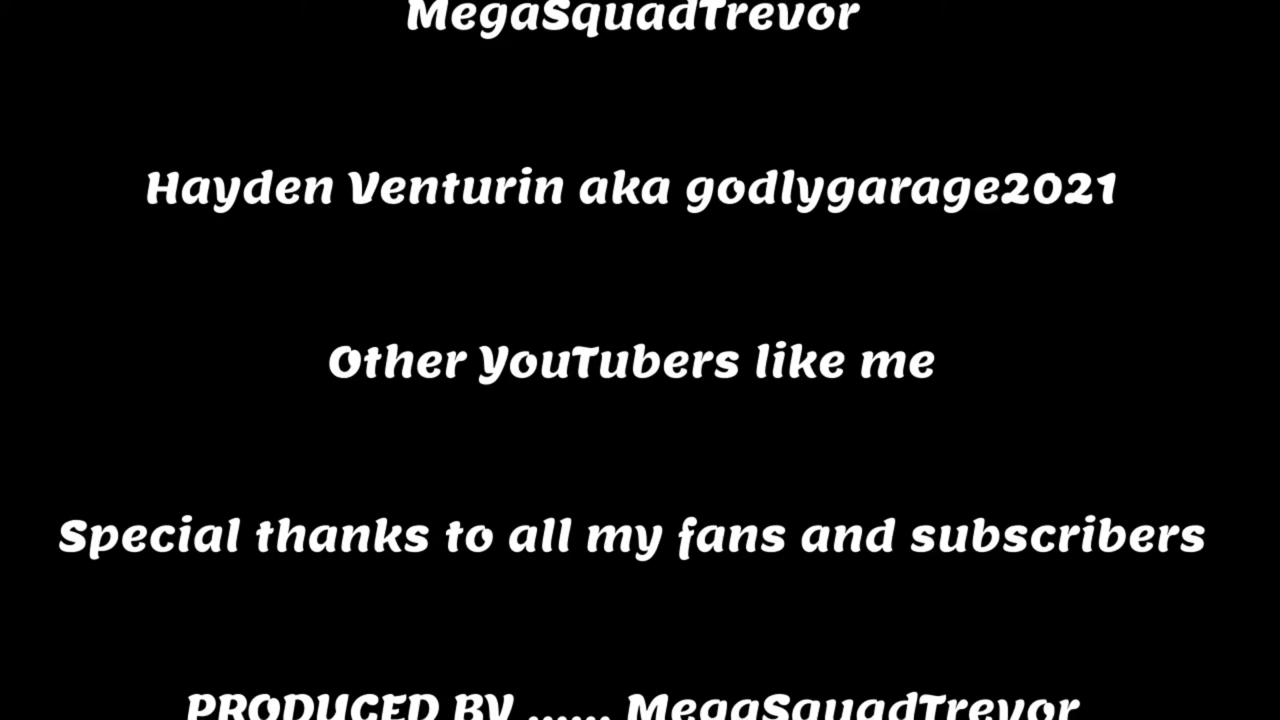 MegaSquadTrevor
Hayden Venturin aka godlygarage2021
Other YouTubers like me
Special thanks to all my fans and subscribers
PRODUCED BY ...... MegaSquadTrevor